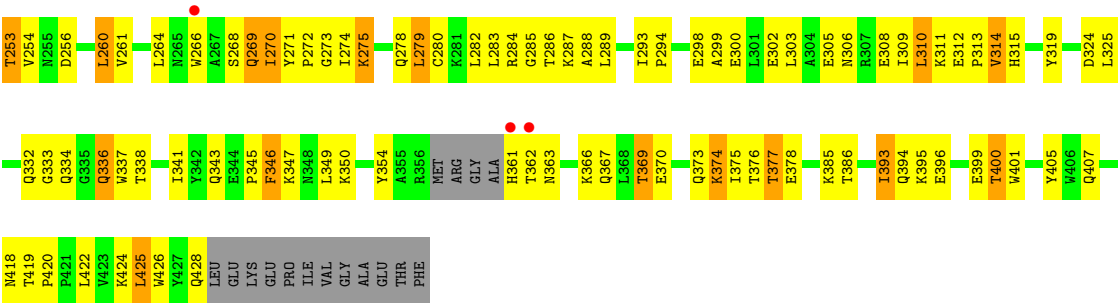 T253 V254 N255 D256 L260 V261 L264 N265 W266 A267 S268 Q269 I270 Y271 P272 G273 I274 K275 Q278 L279 C280 K281 L282 L283 R284 G285 T286 K287 A288 L289 I293 P294 E298 A299 E300 L301 E302 L303 A304 E305 N306 R307 E308 I309 L310 K311 E312 P313 V314 H315 Y319 D324 L325
Q332 G333 Q334 G335 Q336 W337 T338 I341 Y342 Q343 E344 P345 F346 K347 N348 L349 K350 Y354 A355 R356 MET ARG GLY ALA H361 T362 N363 K366 Q367 L368 T369 E370 Q373 K374 I375 T376 T377 E378 K385 T386 I393 Q394 K395 E396 E399 T400 W401 Y405 W406 Q407
N418 T419 P420 P421 L422 V423 K424 L425 W426 Y427 Q428 LEU GLU LYS GLU PRO ILE VAL GLY ALA GLU THR PHE